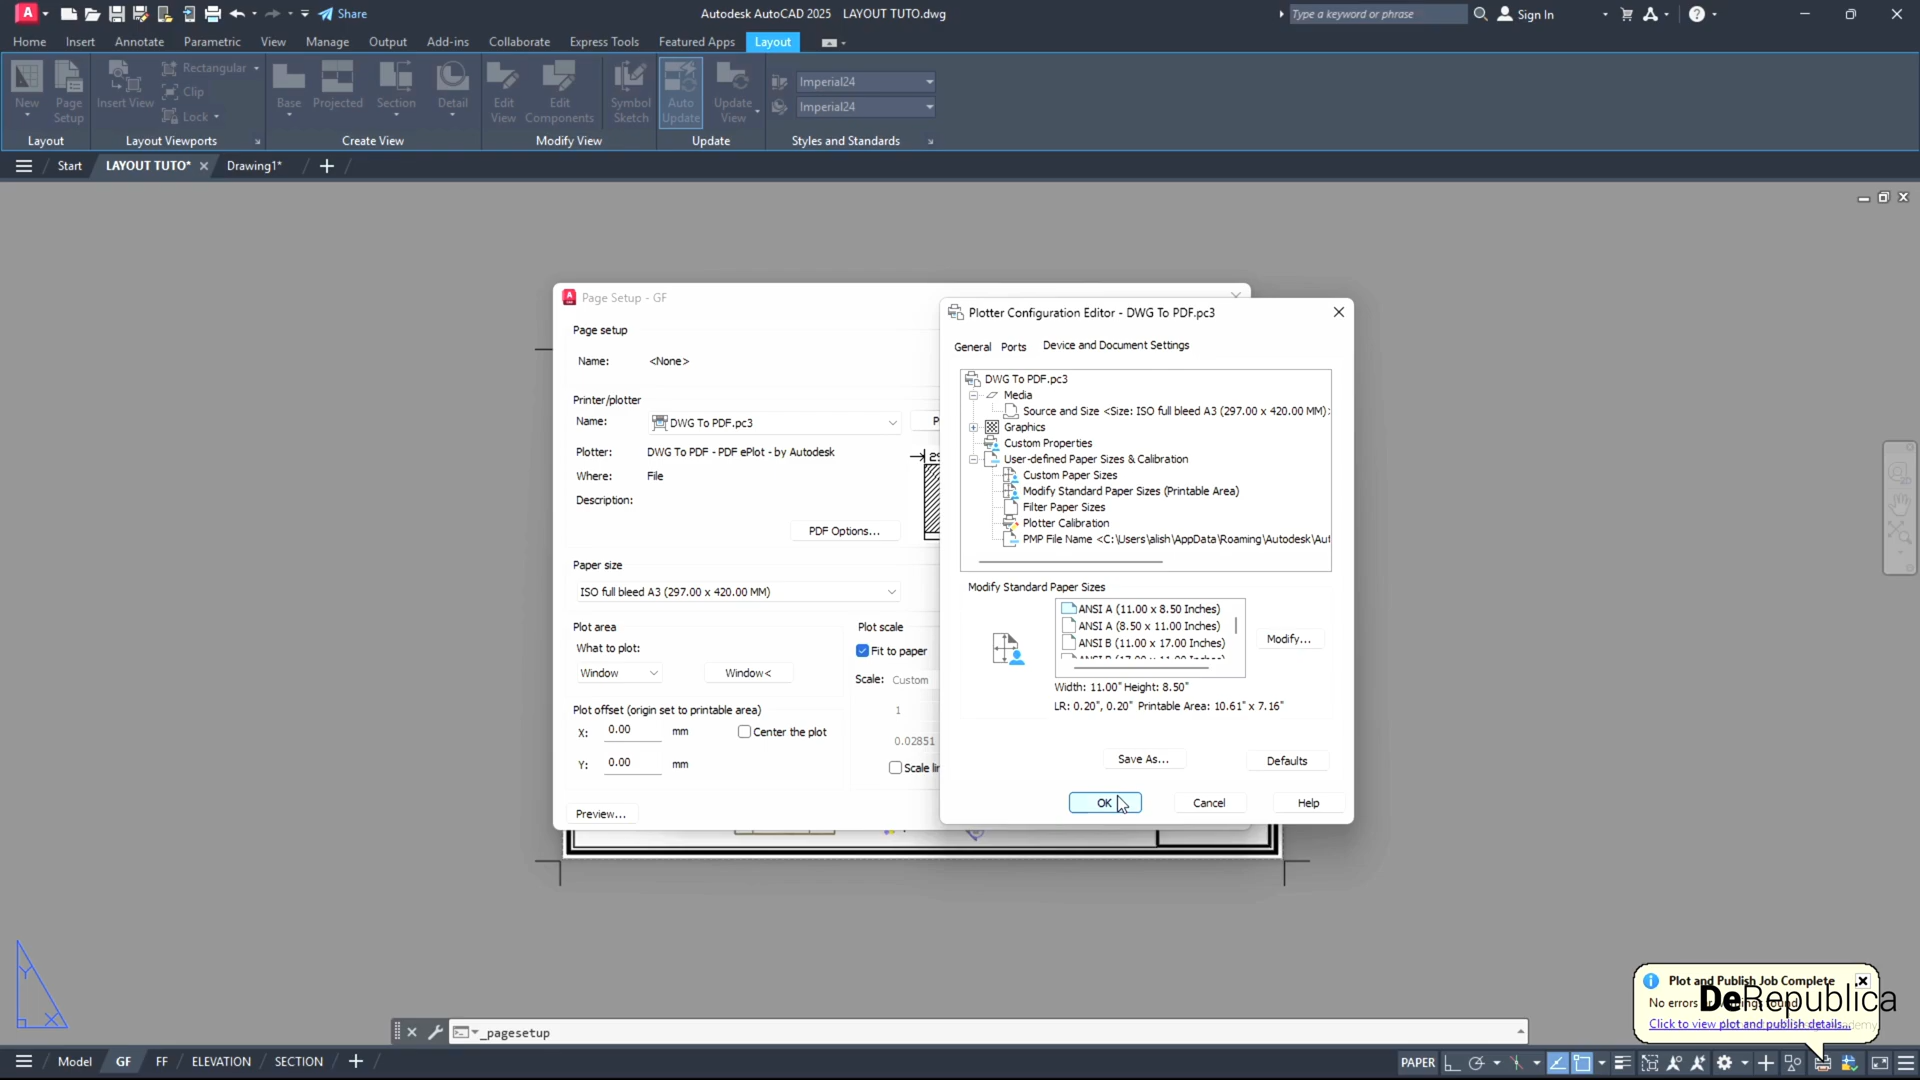 Share
Autodesk AutoCAD 2025 LAYOUT TUTO.dwg
Type a keyword or phrase
Sign In
Home Insert Annotate Parametric View Manage Output Add-ins Collaborate Express Tools Featured Apps Layout
New
Page Setup
Insert View
Rectangular
Clip
Lock
Base
Projected
Section
Detail
Edit View
Edit Components
Symbol Sketch
Auto Update
Update View
Imperial24
Imperial24
Layout
Layout Viewports
Create View
Modify View
Update
Styles and Standards
Start
LAYOUT TUTO*
Drawing1*
Page Setup - GF
Page setup
Name: <None>
Printer/plotter
Name: DWG To PDF.pc3
Plotter: DWG To PDF - PDF ePlot - by Autodesk
Where: File
Description:
PDF Options...
Paper size
ISO full bleed A3 (297.00 x 420.00 MM)
Plot area
What to plot:
Window
Window<
Plot scale
Fit to paper
Scale: Custom
1
0.02851
Plot offset (origin set to printable area)
X: 0.00 mm
Center the plot
Y: 0.00 mm
Preview...
Plotter Configuration Editor - DWG To PDF.pc3
General Ports Device and Document Settings
DWG To PDF.pc3
Media
Source and Size <Size: ISO full bleed A3 (297.00 x 420.00 MM)
Graphics
Custom Properties
User-defined Paper Sizes & Calibration
Custom Paper Sizes
Modify Standard Paper Sizes (Printable Area)
Filter Paper Sizes
Plotter Calibration
PMP File Name <C:\Users\alish\AppData\Roaming\Autodesk\Aut
Modify Standard Paper Sizes
ANSI A (11.00 x 8.50 Inches)
ANSI A (8.50 x 11.00 Inches)
ANSI B (11.00 x 17.00 Inches)
Modify...
Width: 11.00" Height: 8.50"
LR: 0.20", 0.20" Printable Area: 10.61" x 7.16"
Save As...
Defaults
OK
Cancel
Help
Plot and Publish Job Complete
No errors
Click to view plot and publish details...
DeRepublica
_pagesetup
Model GF FF ELEVATION SECTION
PAPER
Y
X